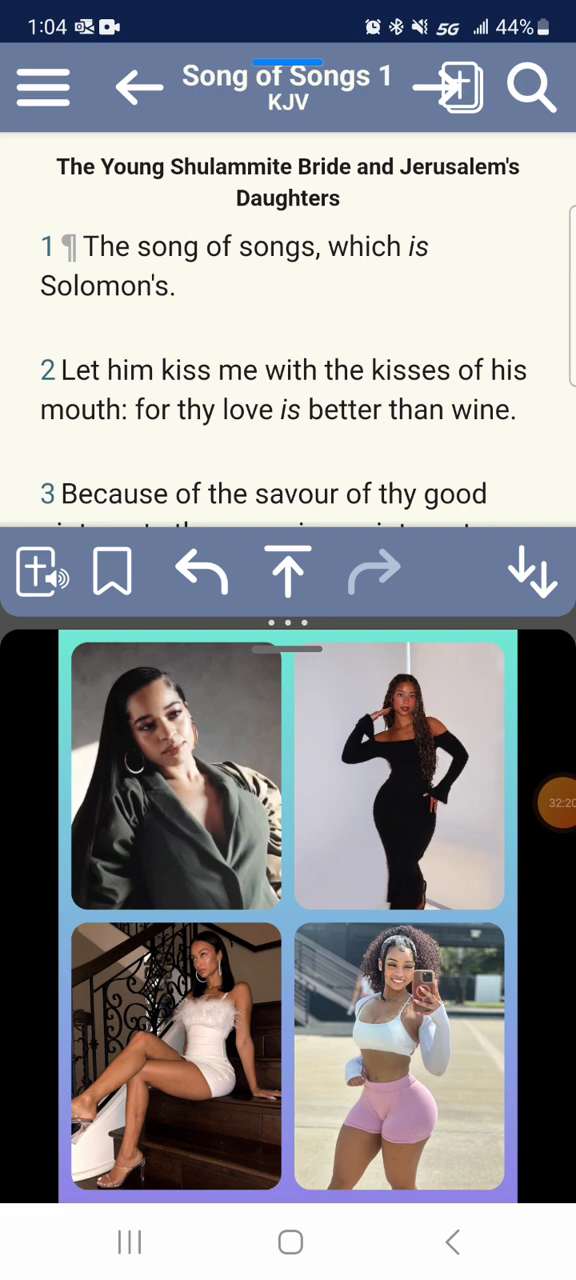 1:04
5G
44%
Song of Songs 1
KJV
The Young Shulammite Bride and Jerusalem's
Daughters
1 ¶ The song of songs, which is
Solomon's.
2 Let him kiss me with the kisses of his
mouth: for thy love is better than wine.
3 Because of the savour of thy good
32:20